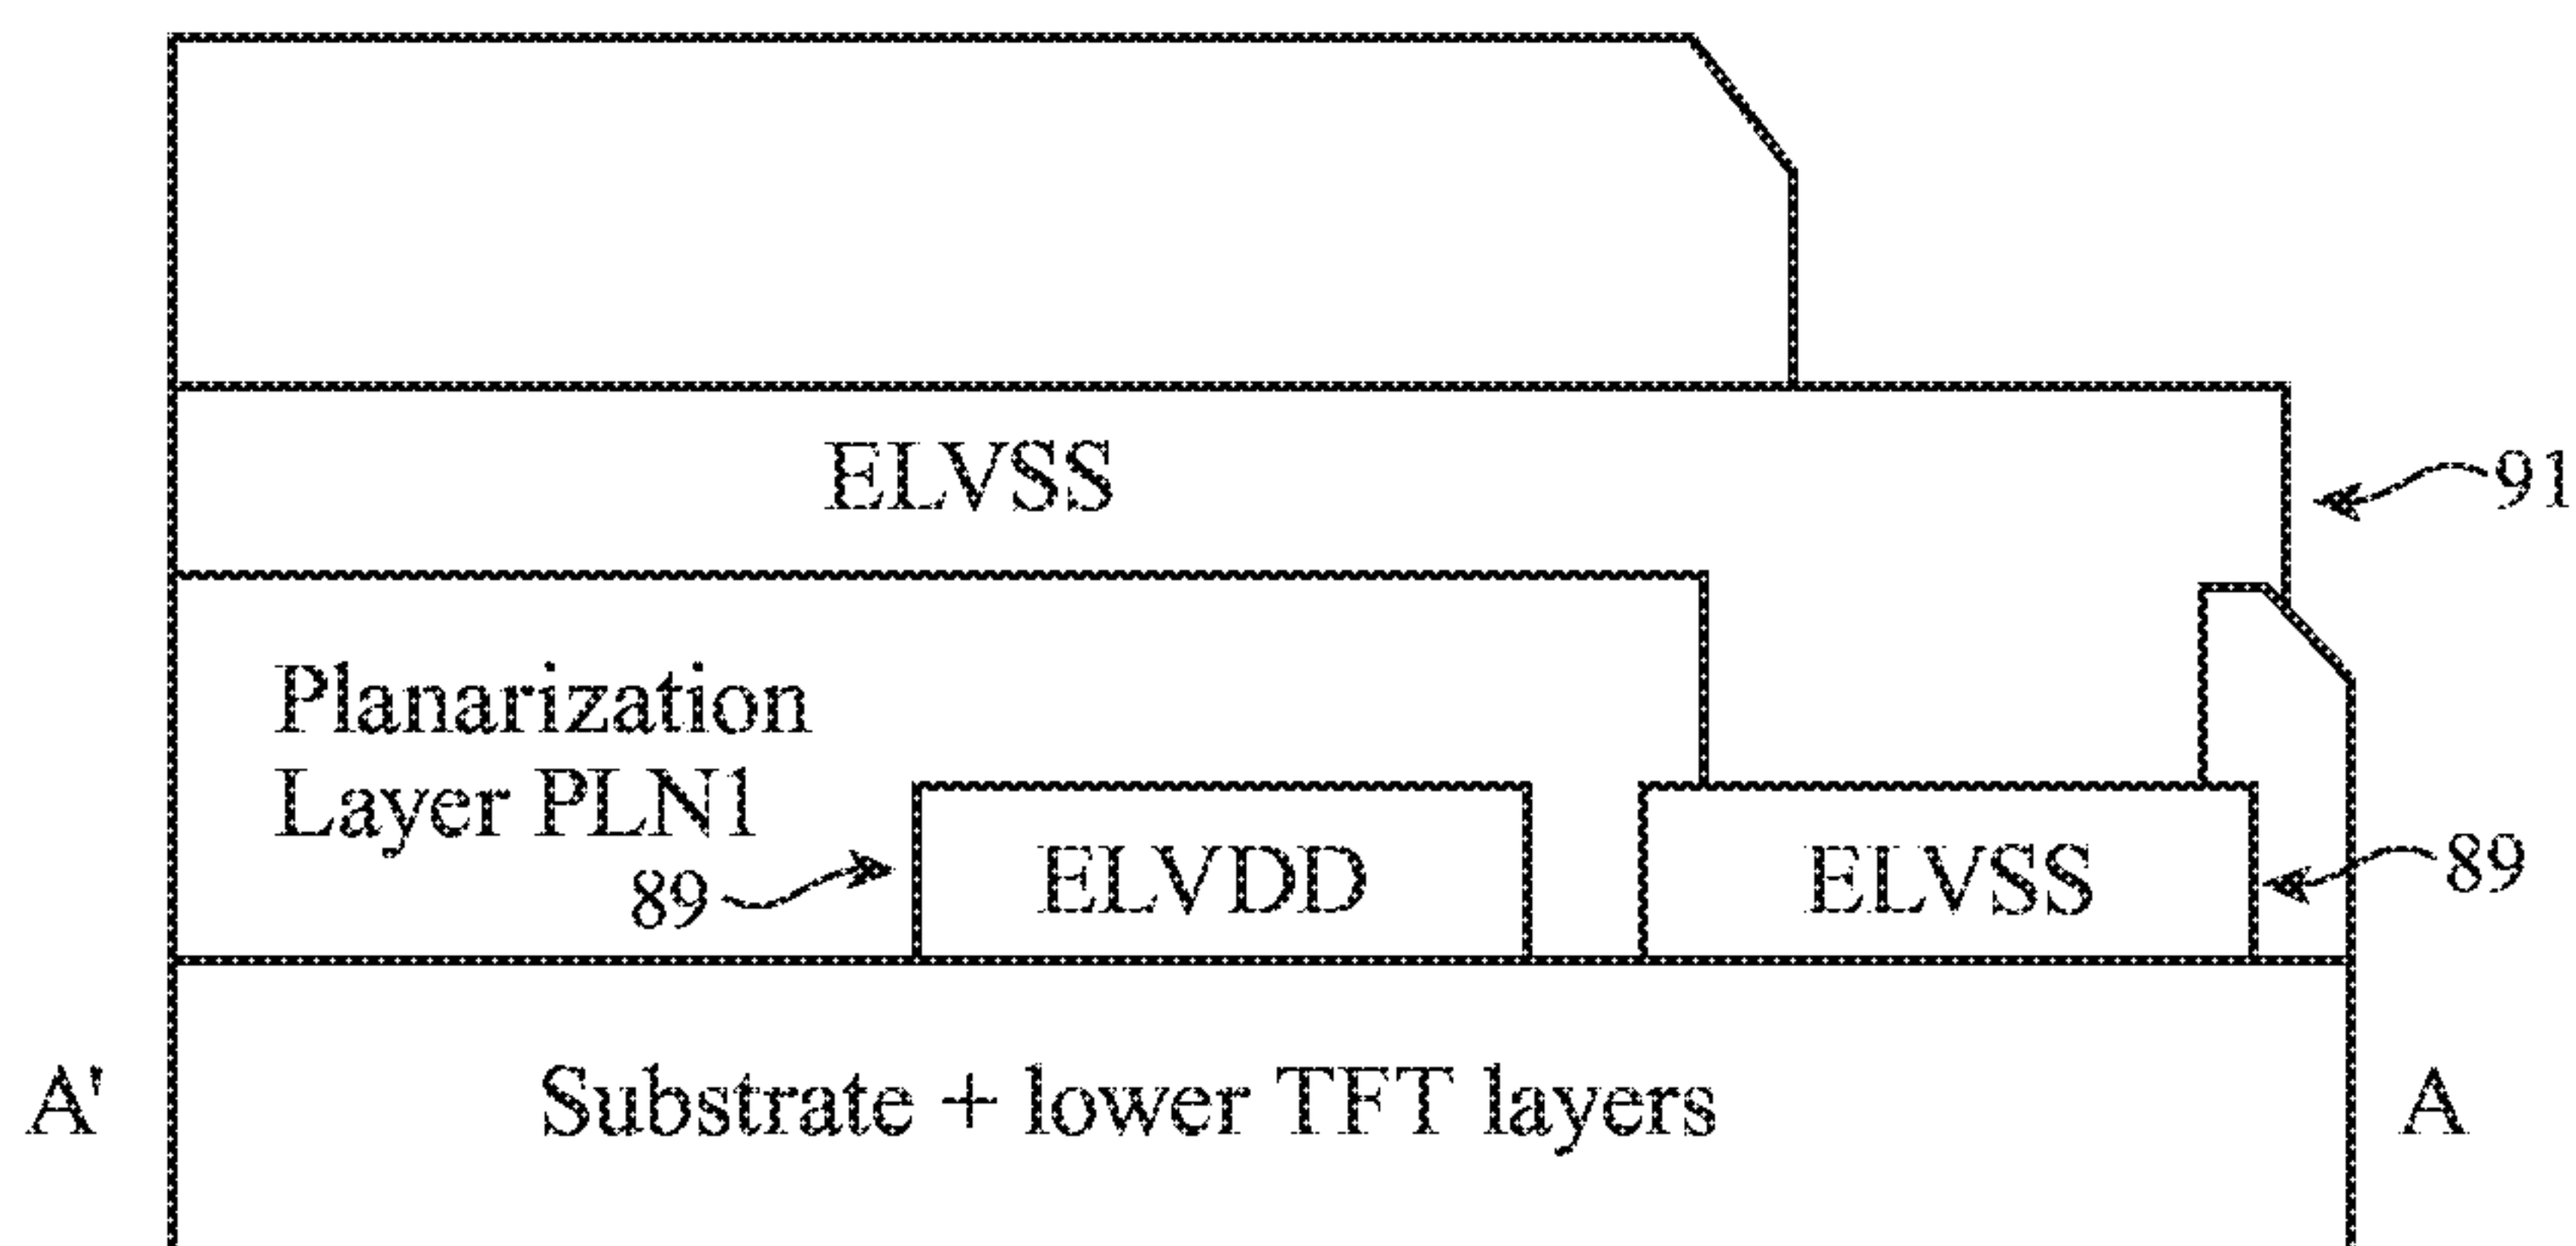 ELVSS
91
Planarization
Layer PLN1
89
ELVDD
ELVSS
89
A'
Substrate + lower TFT layers
A